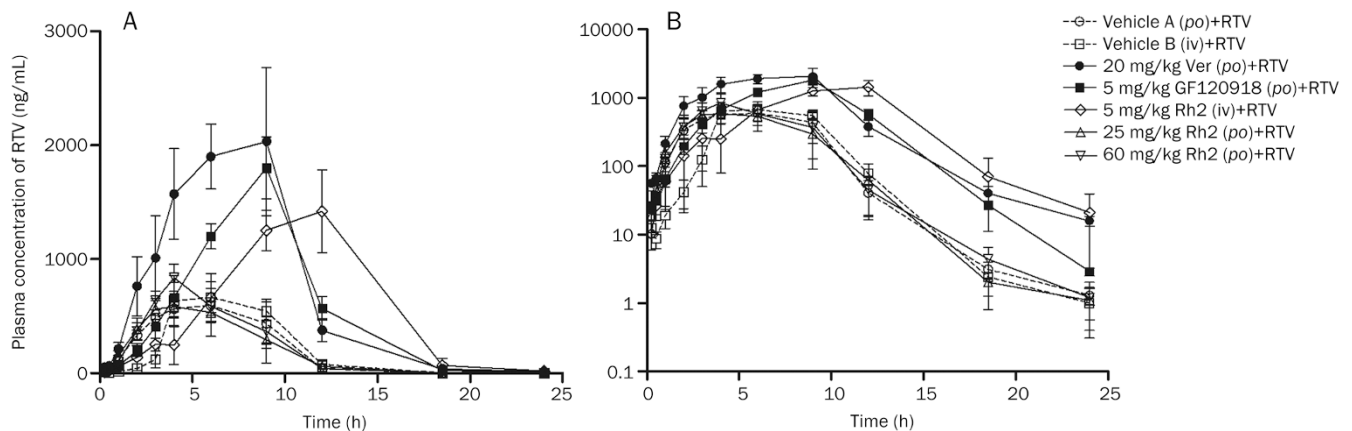 A
B
Plasma concentration of RTV (ng/mL)
3000
2000
1000
0
0 5 10 15 20 25
Time (h)
10000
1000
100
10
1
0.1
0 5 10 15 20 25
Time (h)
Vehicle A (po)+RTV
Vehicle B (iv)+RTV
20 mg/kg Ver (po)+RTV
5 mg/kg GF120918 (po)+RTV
5 mg/kg Rh2 (iv)+RTV
25 mg/kg Rh2 (po)+RTV
60 mg/kg Rh2 (po)+RTV